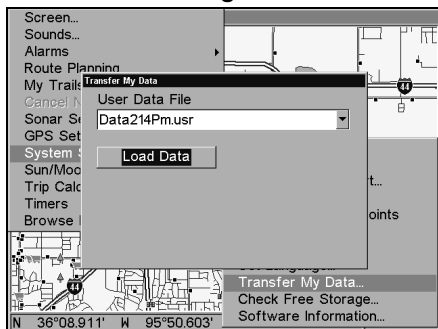 Screen...
Sounds...
Alarms
Route Planning
My Trails
Cancel
Sonar
GPS
System
Sun/Moo
Trip Calc
Timers
Browse
Transfer My Data
User Data File
Data214Pm.usr
Load Data
44
t...
oints
44
Transfer My Data...
Check Free Storage...
Software Information...
N 36°08.911' W 95°50.603'